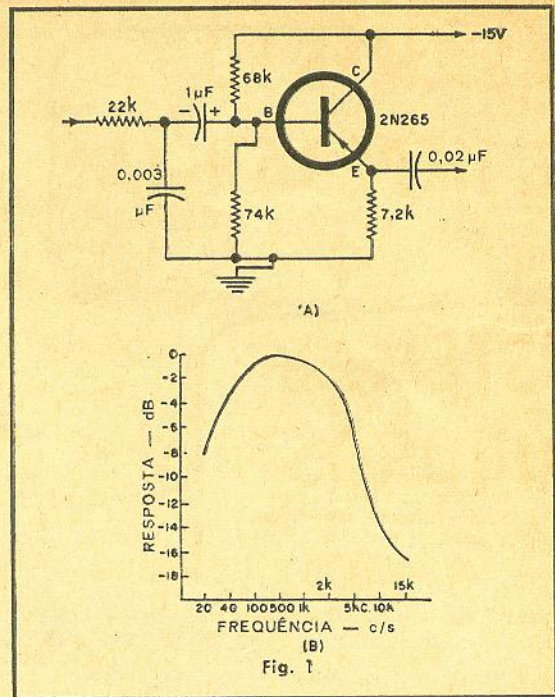 -15V
C
68k
1µF
- +
B
2N265
22k
E
0,02µF
0,003
µF
74k
7,2k
(A)
0
-2
-4
-6
-8
-10
-12
-14
-16
-18
RESPOSTA — dB
2k 15k
20 40 100 500 1k 5kC. 10k
FREQUÊNCIA — c/s
(B)
Fig. 1